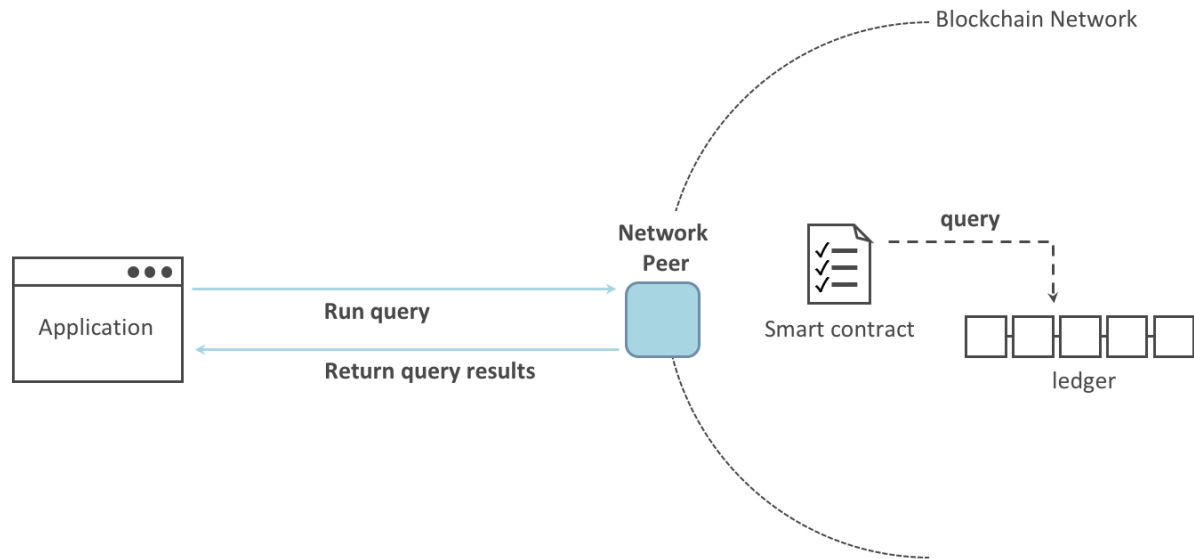 Blockchain Network
Network
Peer
query
Application
Run query
Smart contract
Return query results
ledger